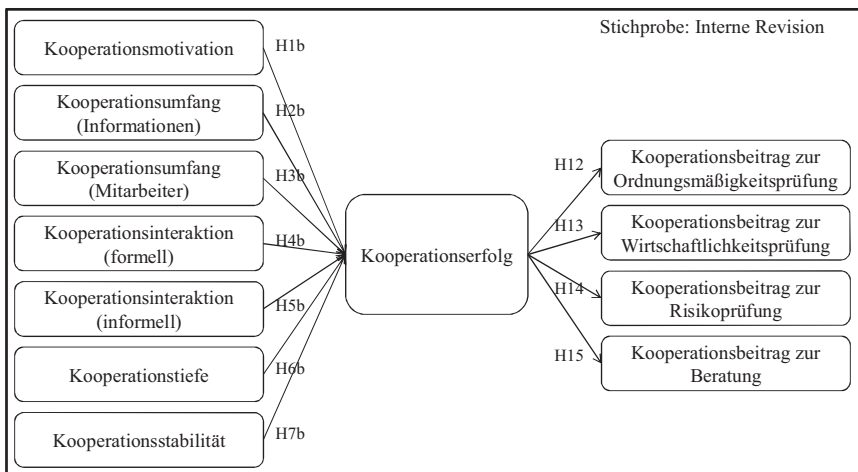 Stichprobe: Interne Revision
Kooperationsmotivation
H1b
Kooperationsumfang
(Informationen)
H2b
Kooperationsumfang
(Mitarbeiter)
H3b
Kooperationsinteraktion
(formell)
H4b
Kooperationsinteraktion
(informell)
H5b
Kooperationstiefe
H6b
Kooperationsstabilität
H7b
Kooperationserfolg
H12
Kooperationsbeitrag zur
Ordnungsmäßigkeitsprüfung
H13
Kooperationsbeitrag zur
Wirtschaftlichkeitsprüfung
H14
Kooperationsbeitrag zur
Risikoprüfung
H15
Kooperationsbeitrag zur
Beratung